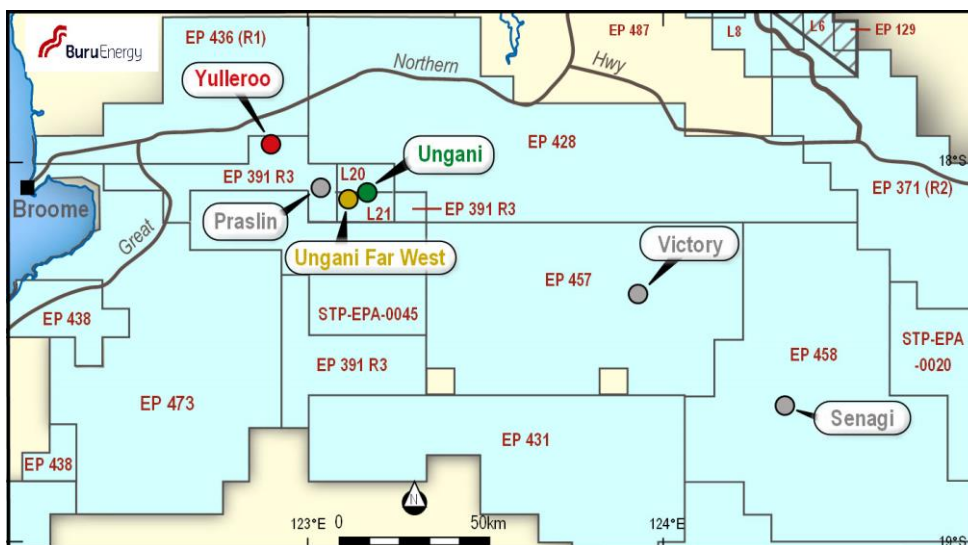 BuruEnergy
EP 436 (R1)
EP 487
L8
L6
EP 129
Yulleroo
Northern
Hwy
EP 428
Ungani
18°S
EP 391 R3
L20
EP 371 (R2)
Broome
Praslin
L21
EP 391 R3
Great
Ungani Far West
Victory
EP 457
EP 438
STP-EPA-0045
EP 458
STP-EPA
-0020
EP 391 R3
EP 473
Senagi
EP 431
EP 438
N
123°E
0
50km
124°E
19°S